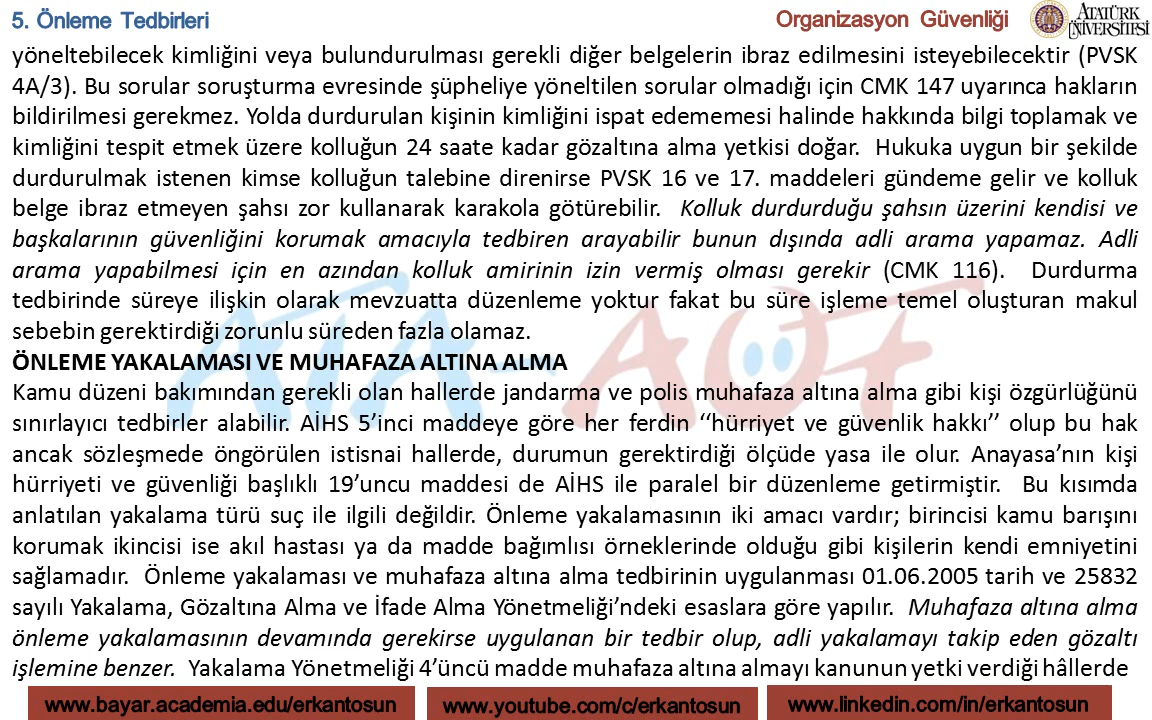 5. Önleme Tedbirleri
Organizasyon Güvenliği
ATATÜRK
ÜNİVERSİTESİ
yöneltebilecek kimliğini veya bulundurulması gerekli diğer belgelerin ibraz edilmesini isteyebilecektir (PVSK
4A/3). Bu sorular soruşturma evresinde şüpheliye yöneltilen sorular olmadığı için CMK 147 uyarınca hakların
bildirilmesi gerekmez. Yolda durdurulan kişinin kimliğini ispat edememesi halinde hakkında bilgi toplamak ve
kimliğini tespit etmek üzere kolluğun 24 saate kadar gözaltına alma yetkisi doğar. Hukuka uygun bir şekilde
durdurulmak istenen kimse kolluğun talebine direnirse PVSK 16 ve 17. maddeleri gündeme gelir ve kolluk
belge ibraz etmeyen şahsı zor kullanarak karakola götürebilir. Kolluk durdurduğu şahsın üzerini kendisi ve
başkalarının güvenliğini korumak amacıyla tedbiren arayabilir bunun dışında adli arama yapamaz. Adli
arama yapabilmesi için en azından kolluk amirinin izin vermiş olması gerekir (CMK 116). Durdurma
tedbirinde süreye ilişkin olarak mevzuatta düzenleme yoktur fakat bu süre işleme temel oluşturan makul
sebebin gerektirdiği zorunlu süreden fazla olamaz.
ÖNLEME YAKALAMASI VE MUHAFAZA ALTINA ALMA
Kamu düzeni bakımından gerekli olan hallerde jandarma ve polis muhafaza altına alma gibi kişi özgürlüğünü
sınırlayıcı tedbirler alabilir. AİHS 5’inci maddeye göre her ferdin ‘‘hürriyet ve güvenlik hakkı’’ olup bu hak
ancak sözleşmede öngörülen istisnai hallerde, durumun gerektirdiği ölçüde yasa ile olur. Anayasa’nın kişi
hürriyeti ve güvenliği başlıklı 19’uncu maddesi de AİHS ile paralel bir düzenleme getirmiştir. Bu kısımda
anlatılan yakalama türü suç ile ilgili değildir. Önleme yakalamasının iki amacı vardır; birincisi kamu barışını
korumak ikincisi ise akıl hastası ya da madde bağımlısı örneklerinde olduğu gibi kişilerin kendi emniyetini
sağlamadır. Önleme yakalaması ve muhafaza altına alma tedbirinin uygulanması 01.06.2005 tarih ve 25832
sayılı Yakalama, Gözaltına Alma ve İfade Alma Yönetmeliği’ndeki esaslara göre yapılır. Muhafaza altına alma
önleme yakalamasının devamında gerekirse uygulanan bir tedbir olup, adli yakalamayı takip eden gözaltı
işlemine benzer. Yakalama Yönetmeliği 4’üncü madde muhafaza altına almayı kanunun yetki verdiği hâllerde
ATA-AÖF
www.bayar.academia.edu/erkantosun
www.youtube.com/c/erkantosun
www.linkedin.com/in/erkantosun